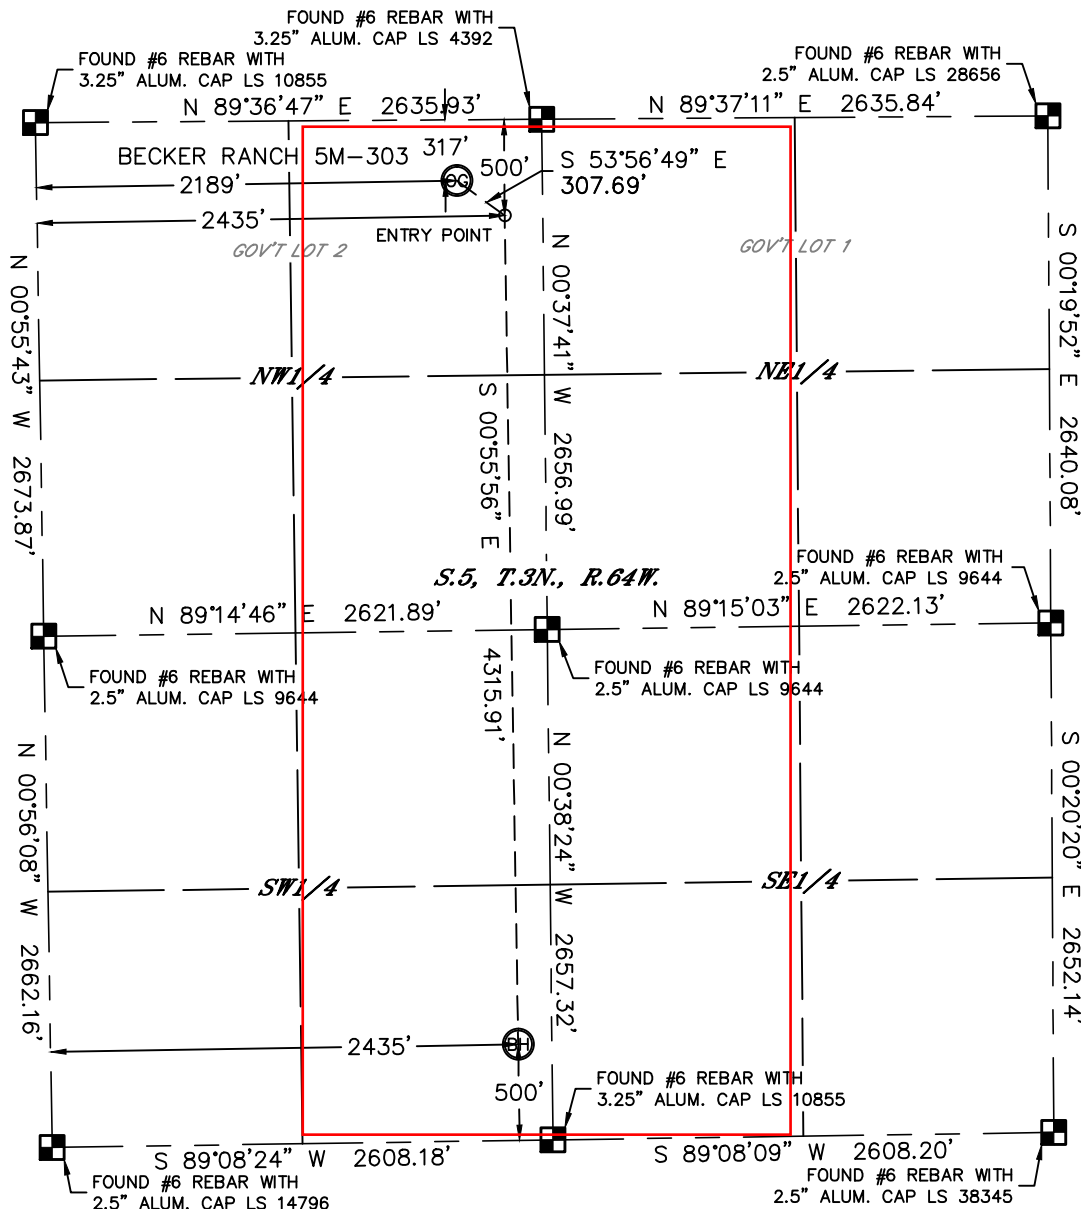 FOUND #6 REBAR WITH
3.25" ALUM. CAP LS 4392
FOUND #6 REBAR WITH
3.25" ALUM. CAP LS 10855
FOUND #6 REBAR WITH
2.5" ALUM. CAP LS 28656
N 89°36'47" E 2635.93'
N 89°37'11" E 2635.84'
BECKER RANCH 5M-303
317'
500'
S 53°56'49" E
307.69'
2189'
OG
2435'
ENTRY POINT
GOV'T LOT 2
GOV'T LOT 1
N 00°55'43" W 2673.87'
N 00°37'41" W 2656.99'
S 00°19'52" E 2640.08'
NW1/4
NE1/4
S 00°55'56" E 4315.91'
S.5, T.3N., R.64W.
FOUND #6 REBAR WITH
2.5" ALUM. CAP LS 9644
N 89°14'46" E 2621.89'
N 89°15'03" E 2622.13'
FOUND #6 REBAR WITH
2.5" ALUM. CAP LS 9644
FOUND #6 REBAR WITH
2.5" ALUM. CAP LS 9644
N 00°56'08" W 2662.16'
N 00°38'24" W 2657.32'
S 00°20'20" E 2652.14'
SW1/4
SE1/4
2435'
BH
500'
FOUND #6 REBAR WITH
3.25" ALUM. CAP LS 10855
S 89°08'24" W 2608.18'
S 89°08'09" W 2608.20'
FOUND #6 REBAR WITH
2.5" ALUM. CAP LS 14796
FOUND #6 REBAR WITH
2.5" ALUM. CAP LS 38345